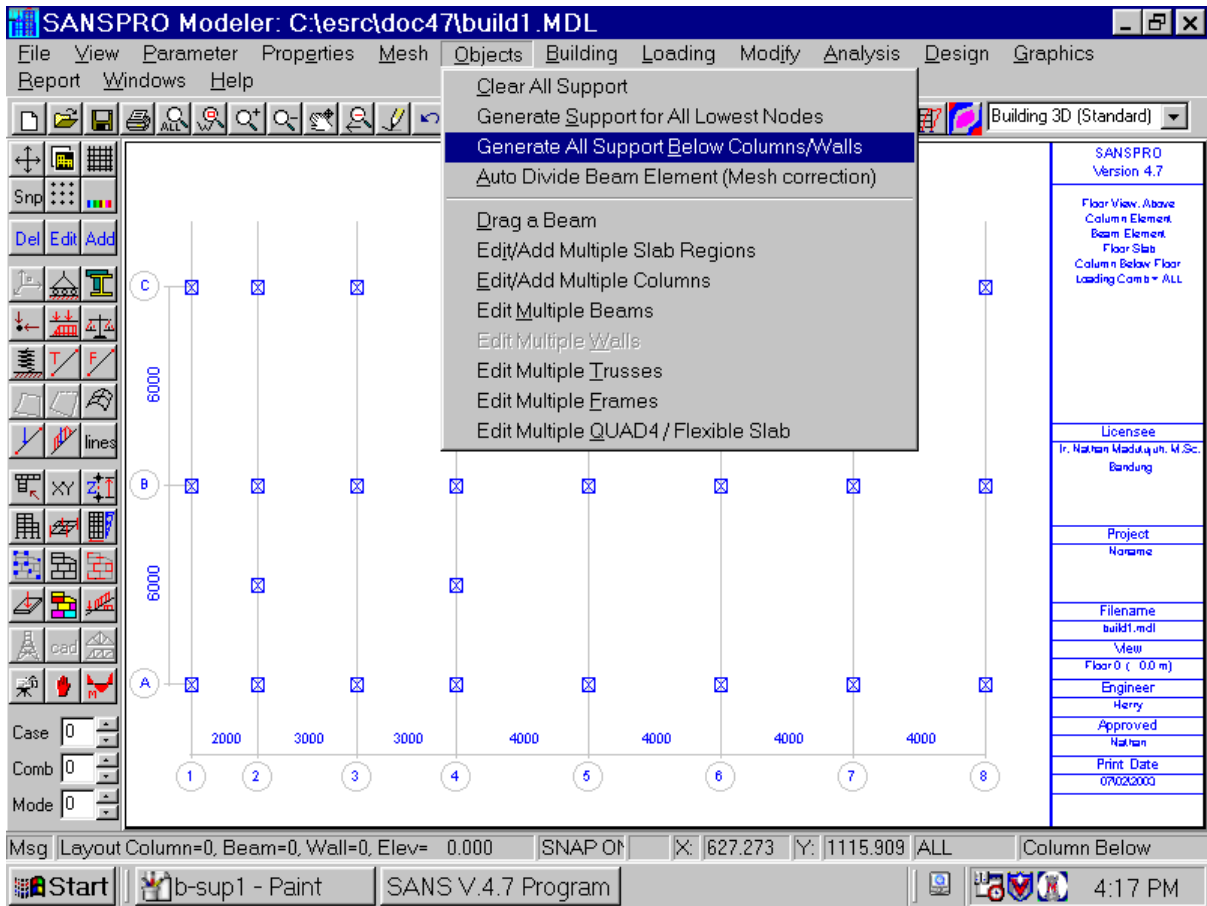 SANSPRO Modeler: C:\esrc\doc47\build1.MDL
File View Parameter Properties Mesh Objects Building Loading Modify Analysis Design Graphics
Report Windows Help
Clear All Support
Generate Support for All Lowest Nodes
Generate All Support Below Columns/Walls
Auto Divide Beam Element (Mesh correction)
Drag a Beam
Edit/Add Multiple Slab Regions
Edit/Add Multiple Columns
Edit Multiple Beams
Edit Multiple Walls
Edit Multiple Trusses
Edit Multiple Frames
Edit Multiple QUAD4 / Flexible Slab
ALL
Building 3D (Standard)
Snp
Del Edit Add
T F
lines
XY Z
cad
M
Case 0
Comb 0
Mode 0
C
6000
B
6000
A
2000 3000 3000 4000 4000 4000 4000
1 2 3 4 5 6 7 8
SANSPRO
Version 4.7
Floor View. Above
Column Element
Beam Element
Floor Slab
Column Below Floor
Loading Comb = ALL
Licensee
Ir. Nathan Madutujuh. M.Sc.
Bandung
Project
Noname
Filename
build1.mdl
View
Floor 0 ( 0.0 m)
Engineer
Herry
Approved
Nathan
Print Date
07/02/2003
Msg Layout Column=0, Beam=0, Wall=0, Elev= 0.000 SNAP ON X: 627.273 Y: 1115.909 ALL Column Below
Start b-sup1 - Paint SANS V.4.7 Program 4:17 PM